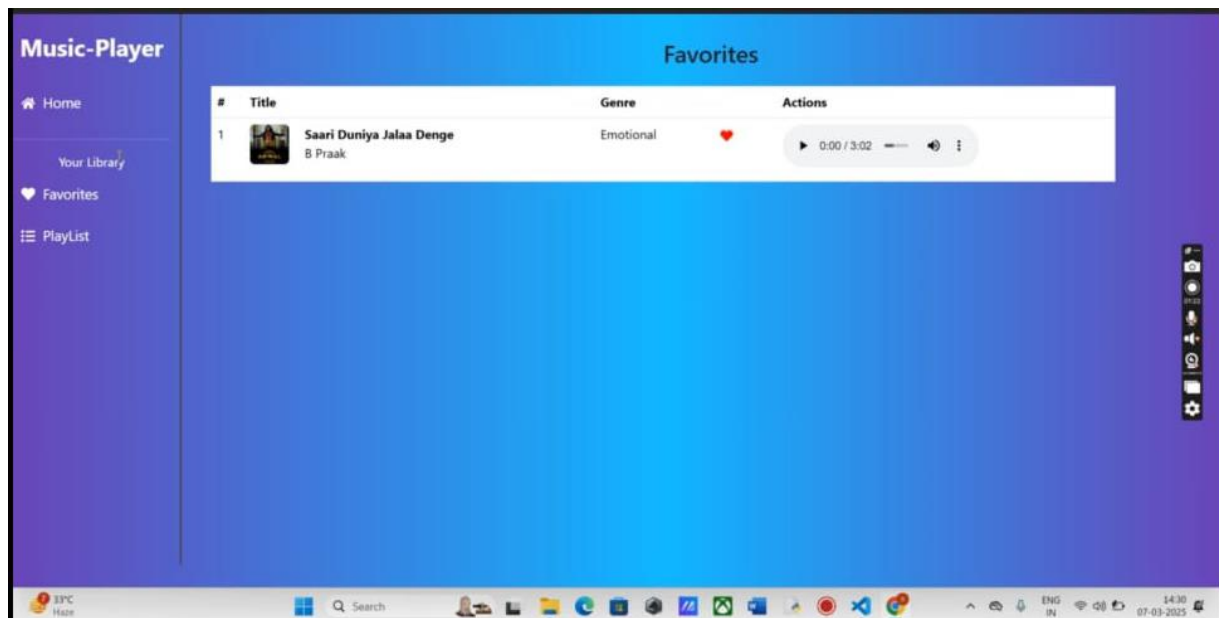 Music-Player
Home
Your Library
Favorites
PlayList
Favorites
# Title Genre Actions
1 Saari Duniya Jalaa Denge Emotional 0:00 / 3:02
B Praak
33°C
Haze
Search
ENG
IN
14:30
07-03-2025